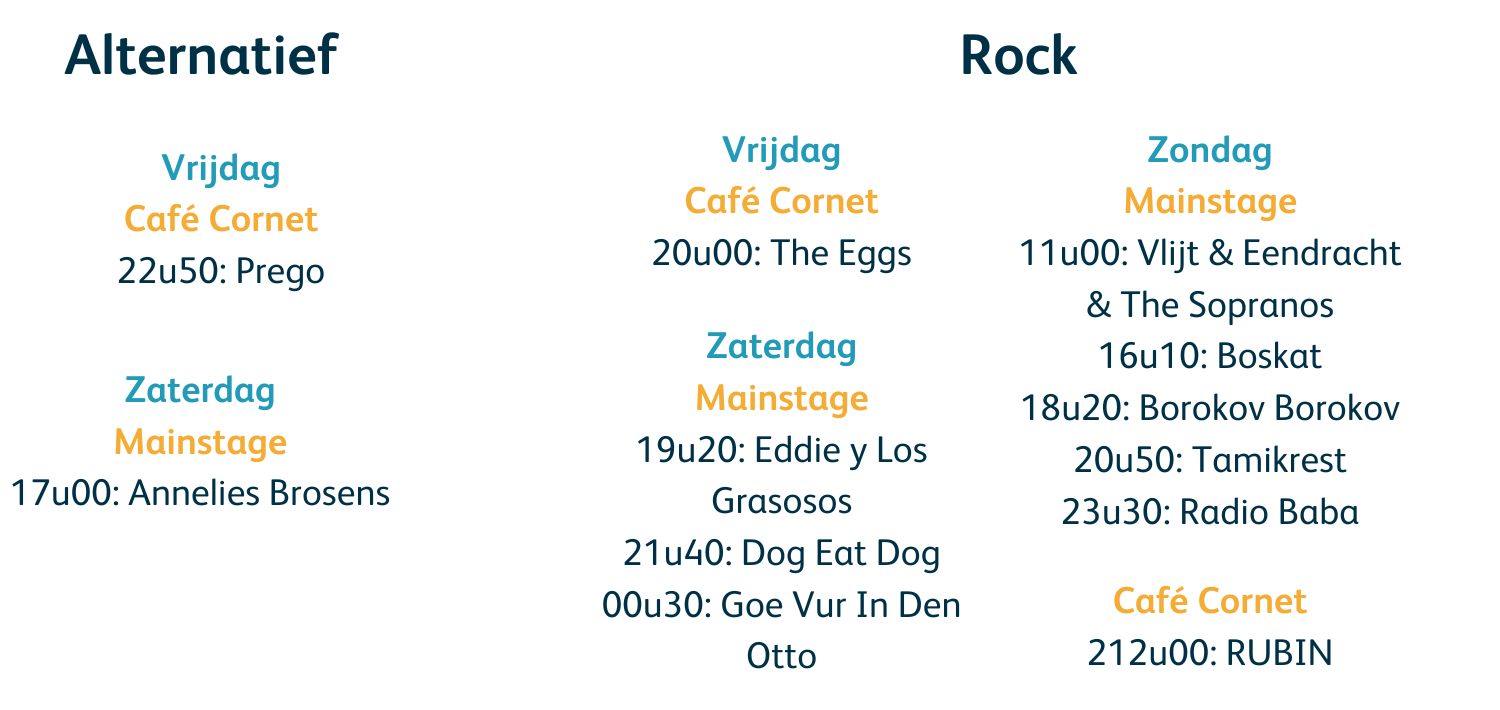 Alternatief
Vrijdag
Café Cornet
22u50: Prego
Zaterdag
Mainstage
17u00: Annelies Brosens
Rock
Vrijdag
Café Cornet
20u00: The Eggs
Zaterdag
Mainstage
19u20: Eddie y Los
Grasosos
21u40: Dog Eat Dog
00u30: Goe Vur In Den
Otto
Zondag
Mainstage
11u00: Vlijt & Eendracht
& The Sopranos
16u10: Boskat
18u20: Borokov Borokov
20u50: Tamikrest
23u30: Radio Baba
Café Cornet
212u00: RUBIN